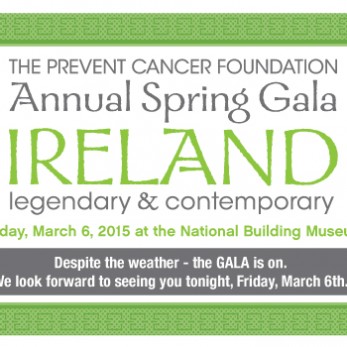 THE PREVENT CANCER FOUNDATION
Annual Spring Gala
IRELAND
legendary & contemporary
day, March 6, 2015 at the National Building Museu
Despite the weather - the GALA is on.
We look forward to seeing you tonight, Friday, March 6th.